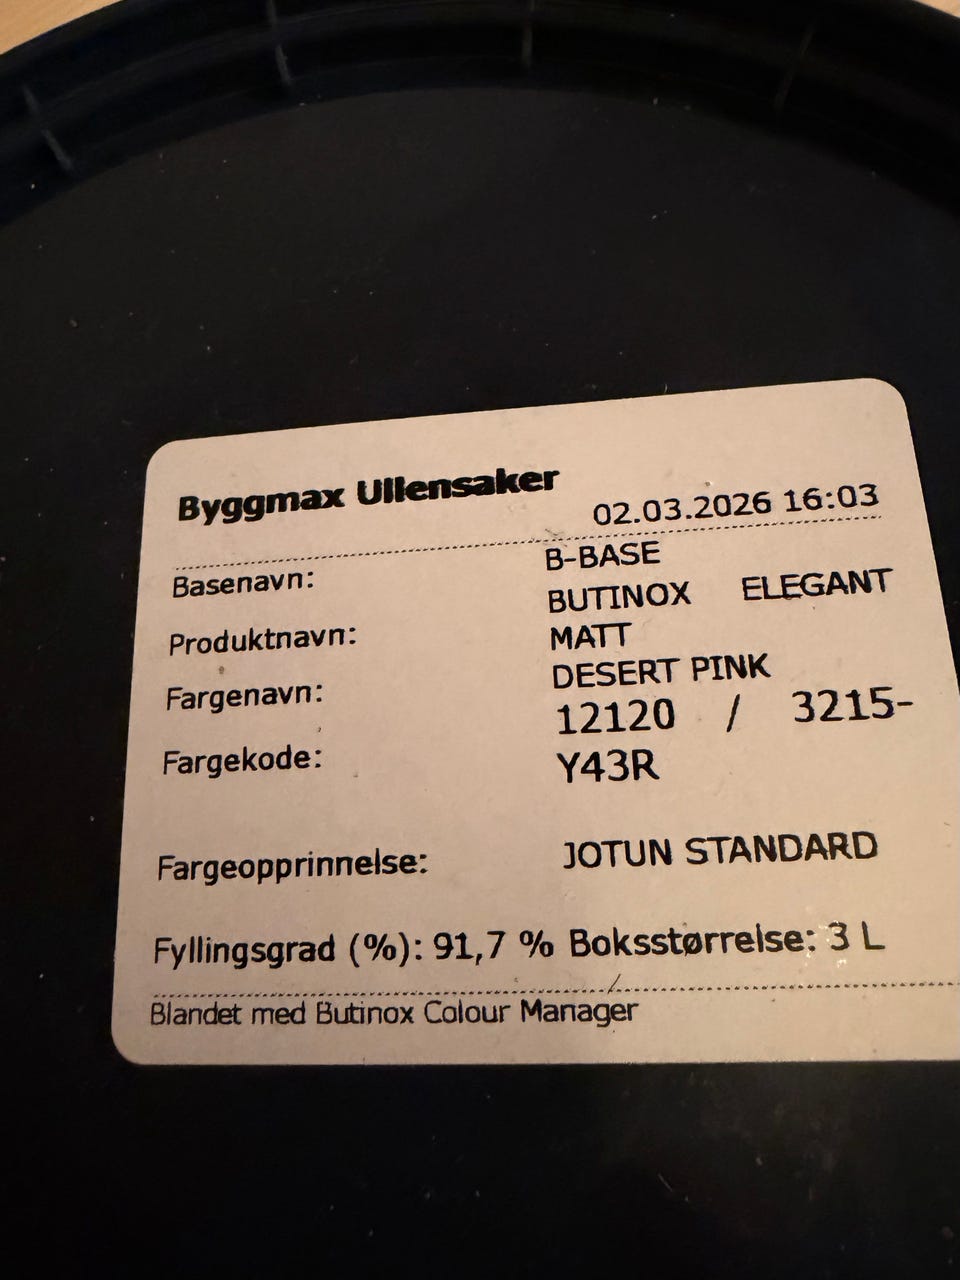 Byggmax Ullensaker
02.03.2026 16:03
Basenavn: B-BASE
Produktnavn: BUTINOX ELEGANT
MATT
Fargenavn: DESERT PINK
Fargekode: 12120 / 3215-
Y43R
Fargeopprinnelse: JOTUN STANDARD
Fyllingsgrad (%): 91,7 % Boksstørrelse: 3 L
Blandet med Butinox Colour Manager